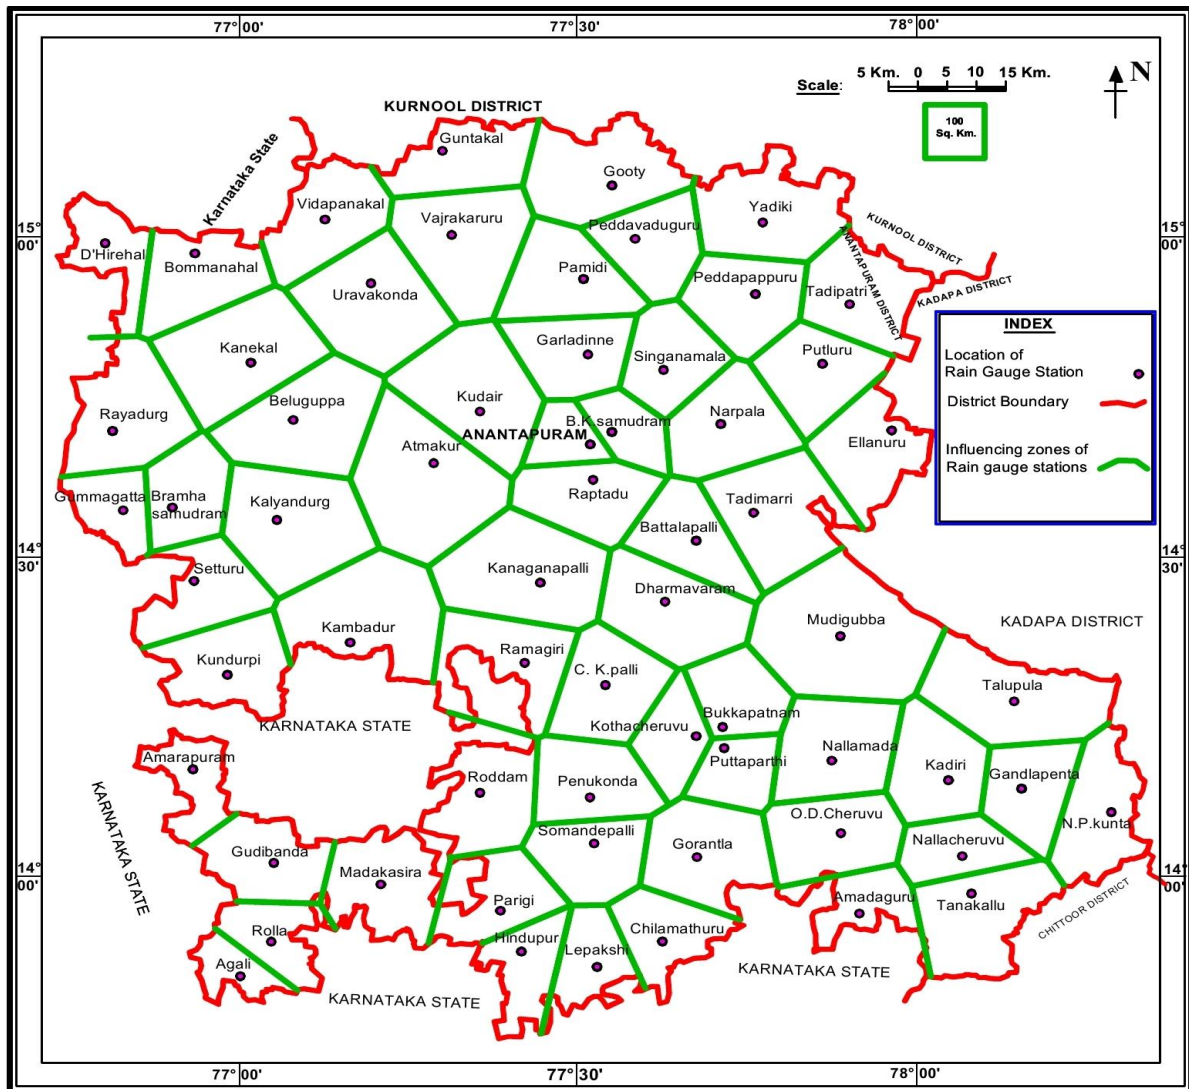 77°00'
77°30'
78°00'
5 Km. 0 5 10 15 Km.
Scale:
N
100
Sq. Km.
KURNOOL DISTRICT
Karnataka State
Guntakal
Gooty
Vidapanakal
Vajrakaruru
Peddavaduguru
Yadiki
15°
00'
15°
00'
KURNOOL DISTRICT
ANANTAPURAM DISTRICT
KADAPA DISTRICT
D'Hirehal
Bommanahal
Uravakonda
Pamidi
Peddapappuru
Tadipatri
INDEX
Location of
Rain Gauge Station
District Boundary
Influencing zones of
Rain gauge stations
Kanekal
Garladinne
Singanamala
Putluru
Rayadurg
Beluguppa
Kudair
B.K.samudram
Narpala
ANANTAPURAM
Atmakur
Ellanuru
Gummagatta
Bramha
samudram
Kalyandurg
Raptadu
Tadimarri
Battalapalli
14°
30'
14°
30'
Setturu
Kanaganapalli
Dharmavaram
Kambadur
Mudigubba
KADAPA DISTRICT
Kundurpi
Ramagiri
C. K.palli
Talupula
KARNATAKA STATE
Kothacheruvu
Bukkapatnam
Amarapuram
Puttaparthi
Nallamada
Kadiri
Gandlapenta
Roddam
Penukonda
KARNATAKA STATE
O.D.Cheruvu
N.P.kunta
Somandepalli
Gudibanda
Gorantla
Nallacheruvu
Madakasira
14°
00'
14°
00'
Parigi
Amadaguru
Tanakallu
CHITTOOR DISTRICT
Rolla
Hindupur
Chilamathuru
Agali
Lepakshi
KARNATAKA STATE
KARNATAKA STATE
77°00'
77°30'
78°00'